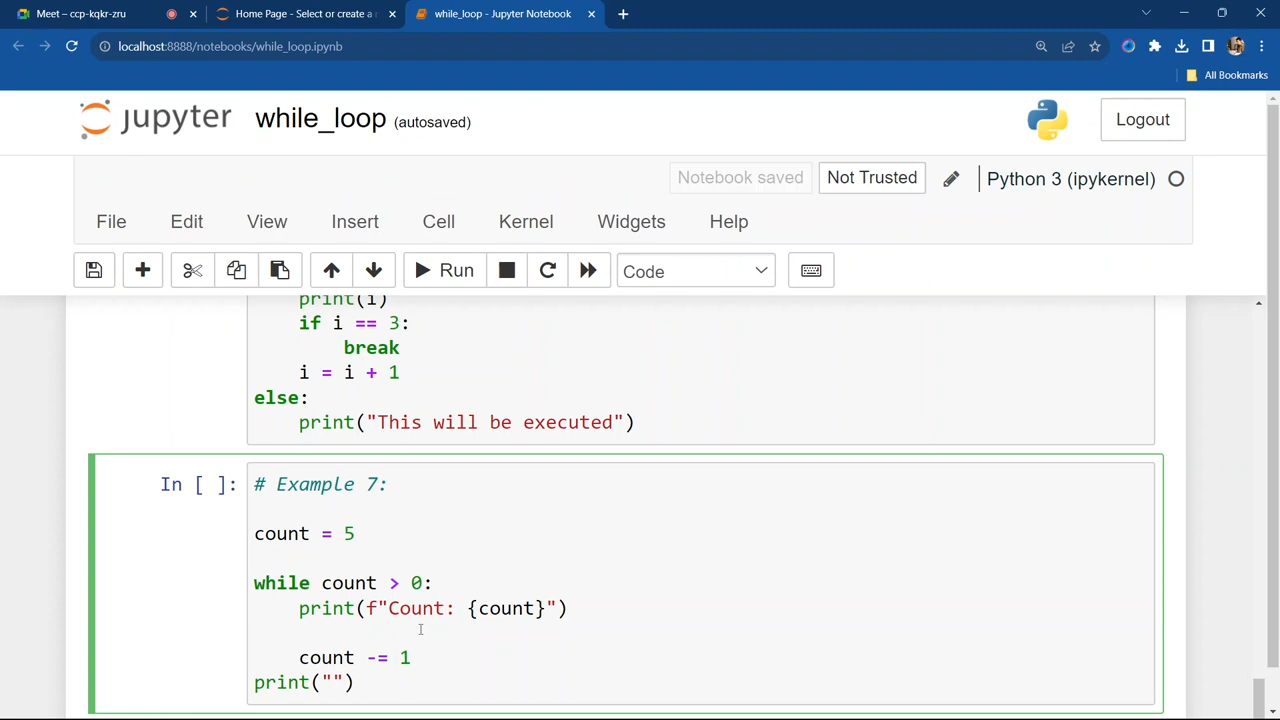 Meet – ccp-kqkr-zru
Home Page - Select or create a n
while_loop - Jupyter Notebook
localhost:8888/notebooks/while_loop.ipynb
All Bookmarks
jupyter
while_loop (autosaved)
Logout
Notebook saved
Not Trusted
Python 3 (ipykernel)
File
Edit
View
Insert
Cell
Kernel
Widgets
Help
Run
Code
print(i)
if i == 3:
break
i = i + 1
else:
print("This will be executed")
In [ ]:
# Example 7:
count = 5
while count > 0:
print(f"Count: {count}")
count -= 1
print("")